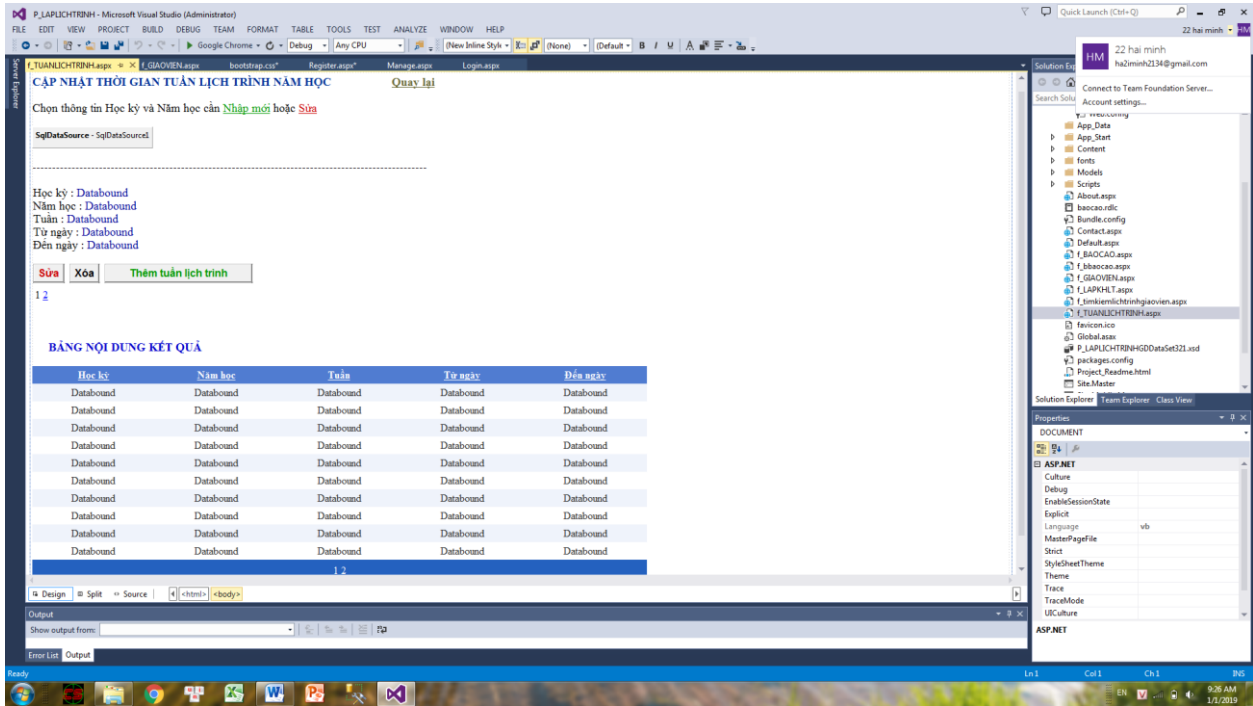 P_LAPLICHTRINH - Microsoft Visual Studio (Administrator)
Quick Launch (Ctrl+Q)
FILE EDIT VIEW PROJECT BUILD DEBUG TEAM FORMAT TABLE TOOLS TEST ANALYZE WINDOW HELP
22 hai minh HM
Google Chrome Debug Any CPU (New Inline Style (None) (Default B I U A
f_TUANLICHTRINH.aspx f_GIAOVIEN.aspx bootstrap.css* Register.aspx* Manage.aspx Login.aspx
Server Explorer
CẬP NHẬT THỜI GIAN TUẦN LỊCH TRÌNH NĂM HỌC Quay lại
Chọn thông tin Học kỳ và Năm học cần Nhập mới hoặc Sửa
SqlDataSource - SqlDataSource1
Học kỳ : Databound
Năm học : Databound
Tuần : Databound
Từ ngày : Databound
Đến ngày : Databound
Sửa Xóa Thêm tuần lịch trình
1 2
BẢNG NỘI DUNG KẾT QUẢ
Học kỳ Năm học Tuần Từ ngày Đến ngày
Databound Databound Databound Databound Databound
Databound Databound Databound Databound Databound
Databound Databound Databound Databound Databound
Databound Databound Databound Databound Databound
Databound Databound Databound Databound Databound
Databound Databound Databound Databound Databound
Databound Databound Databound Databound Databound
Databound Databound Databound Databound Databound
Databound Databound Databound Databound Databound
Databound Databound Databound Databound Databound
1 2
Design Split Source <html> <body>
Output
Show output from:
Error List Output
HM
22 hai minh
ha2iminh2134@gmail.com
Connect to Team Foundation Server...
Account settings...
Solution Exp
Search Solu
Web.config
App_Data
App_Start
Content
fonts
Models
Scripts
About.aspx
baocao.rdlc
Bundle.config
Contact.aspx
Default.aspx
f_BAOCAO.aspx
f_bbaocao.aspx
f_GIAOVIEN.aspx
f_LAPKHLT.aspx
f_timkiemlichtrinhgiaovien.aspx
f_TUANLICHTRINH.aspx
favicon.ico
Global.asax
P_LAPLICHTRINHGDDataSet321.xsd
packages.config
Project_Readme.html
Site.Master
Solution Explorer Team Explorer Class View
Properties
DOCUMENT
ASP.NET
Culture
Debug
EnableSessionState
Explicit
Language vb
MasterPageFile
Strict
StyleSheetTheme
Theme
Trace
TraceMode
UICulture
ASP.NET
Ready Ln 1 Col 1 Ch 1 INS
EN 9:26 AM
1/1/2019